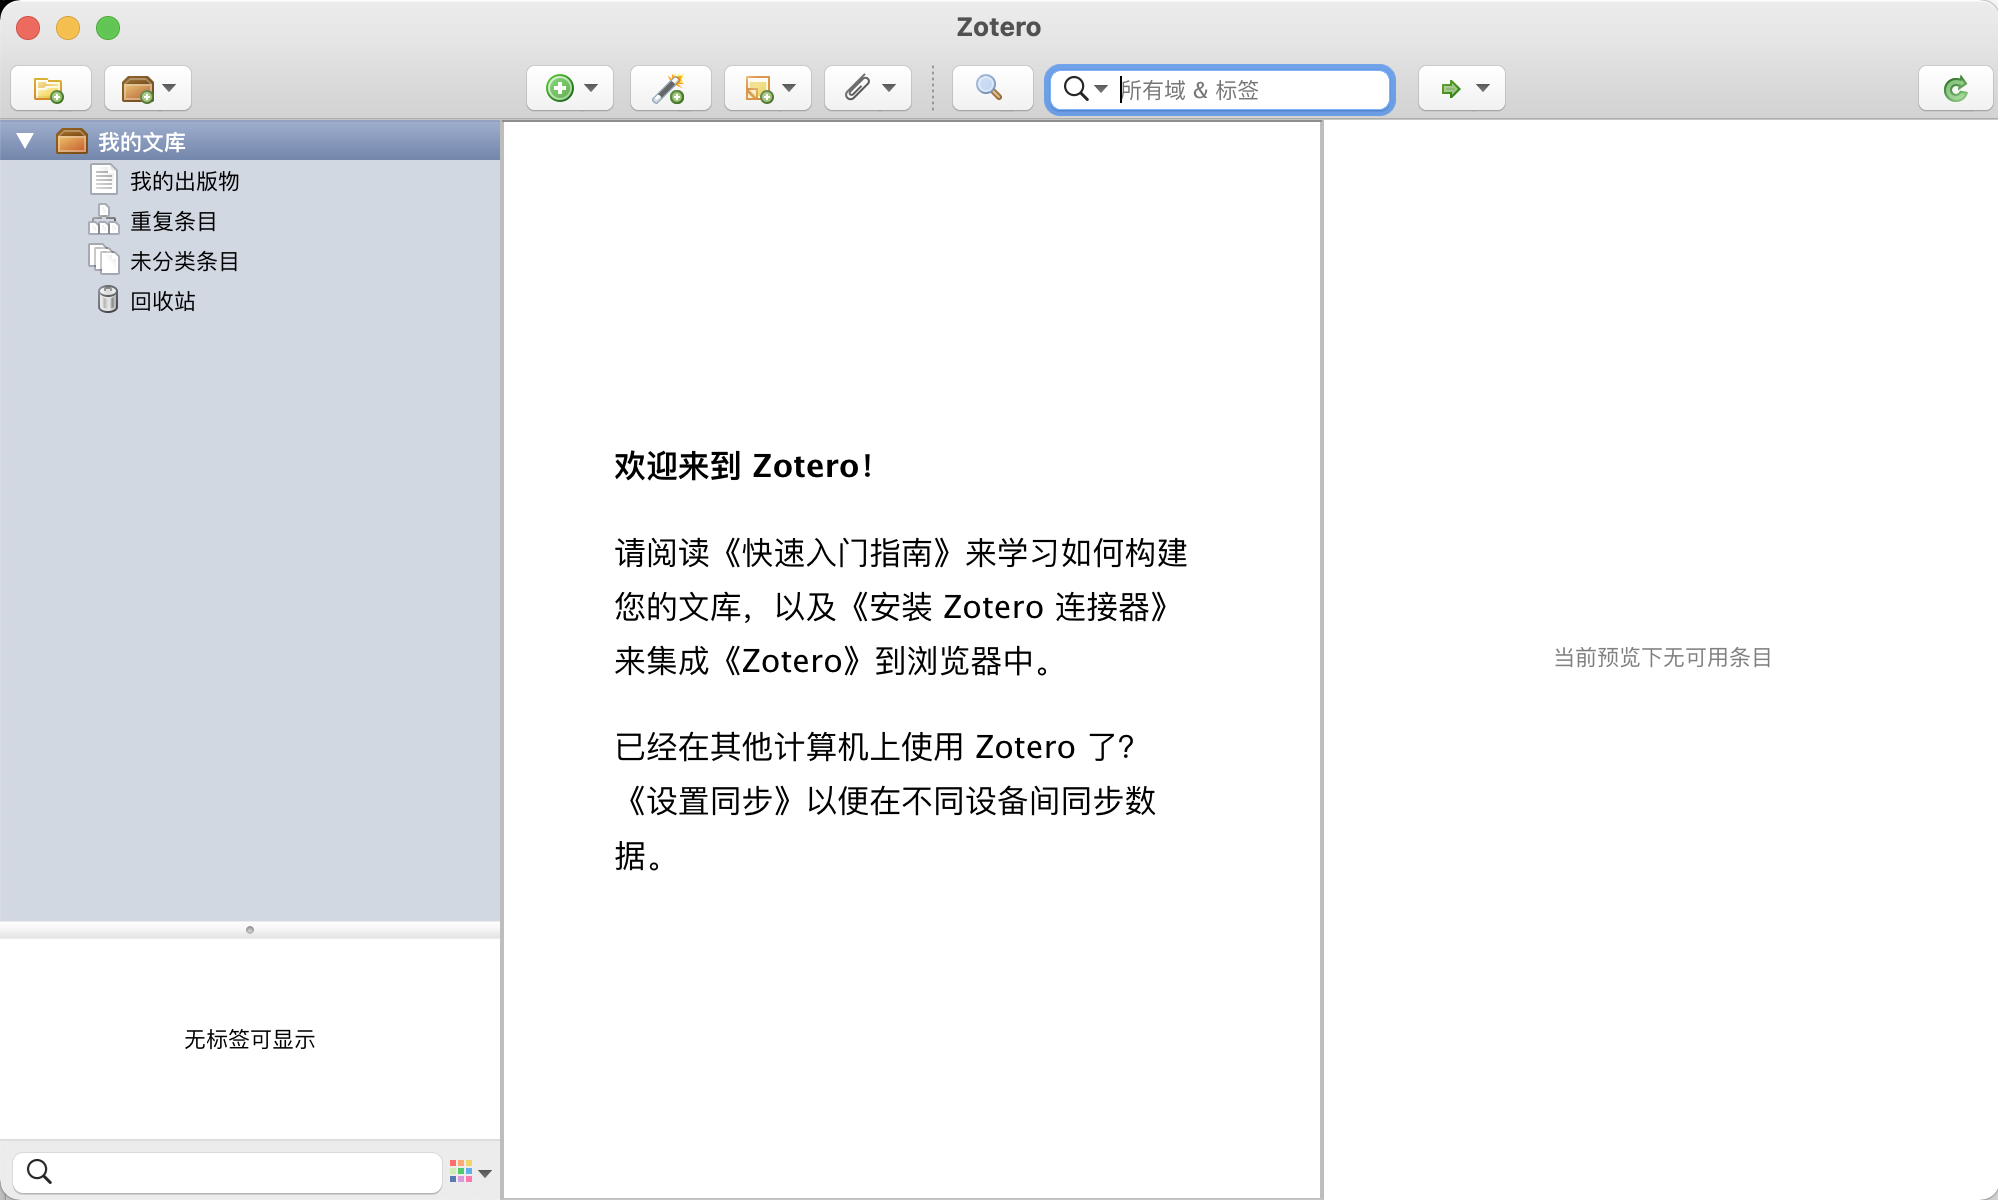 Zotero
所有域 & 标签
我的文库
我的出版物
重复条目
未分类条目
回收站
欢迎来到 Zotero！
请阅读《快速入门指南》来学习如何构建
您的文库，以及《安装 Zotero 连接器》
来集成《Zotero》到浏览器中。
已经在其他计算机上使用 Zotero 了？
《设置同步》以便在不同设备间同步数
据。
当前预览下无可用条目
无标签可显示